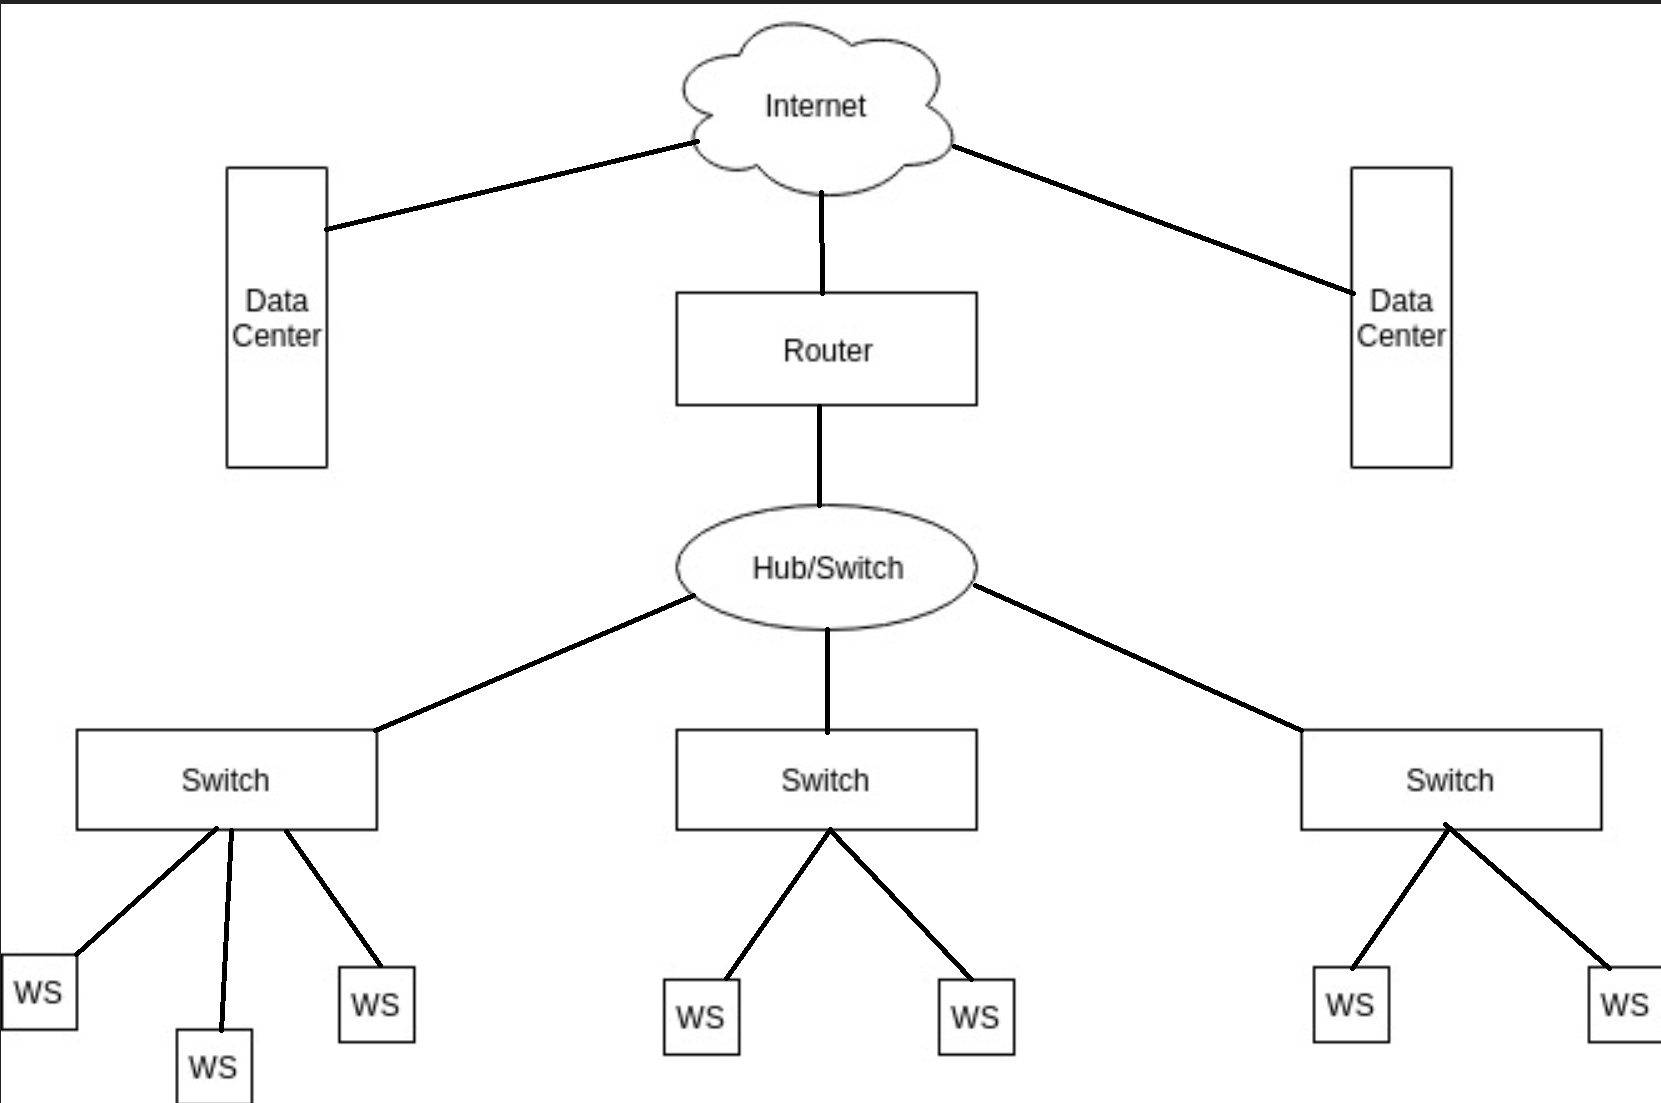 Internet
Data
Center
Router
Data
Center
Hub/Switch
Switch
Switch
Switch
WS
WS
WS
WS
WS
WS
WS